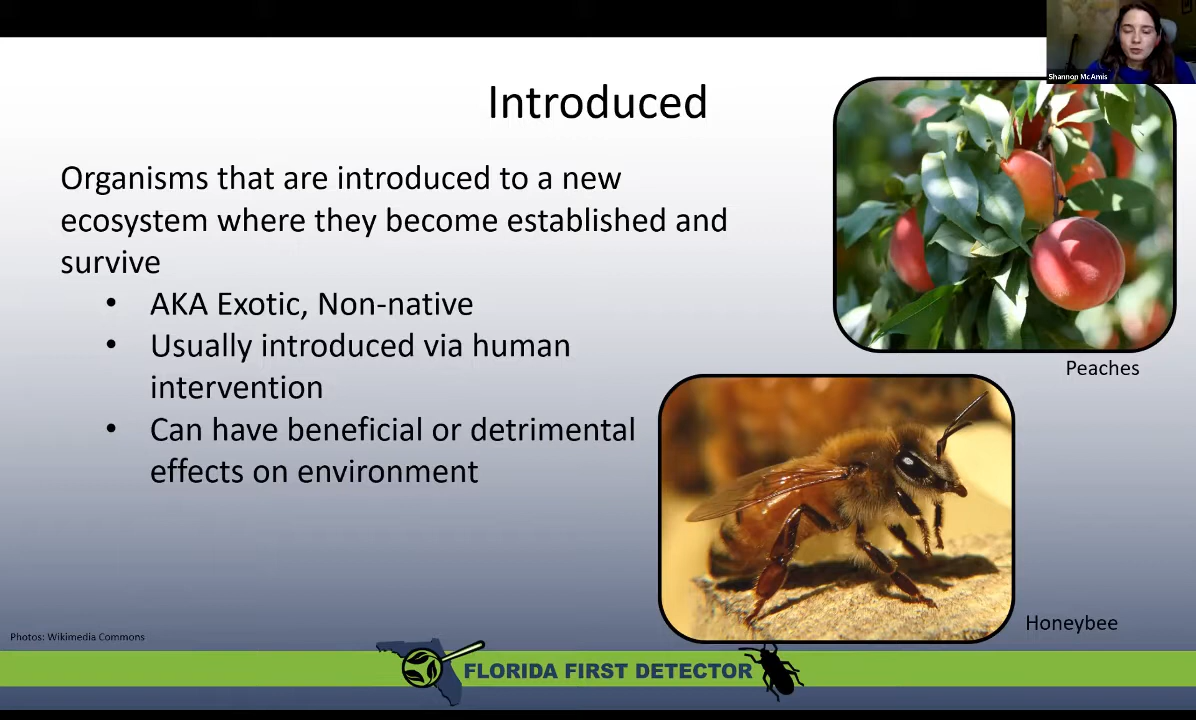 Shannon McAmis
Introduced
Organisms that are introduced to a new
ecosystem where they become established and
survive
• AKA Exotic, Non-native
• Usually introduced via human
intervention
• Can have beneficial or detrimental
effects on environment
Peaches
Honeybee
Photos: Wikimedia Commons
FLORIDA FIRST DETECTOR